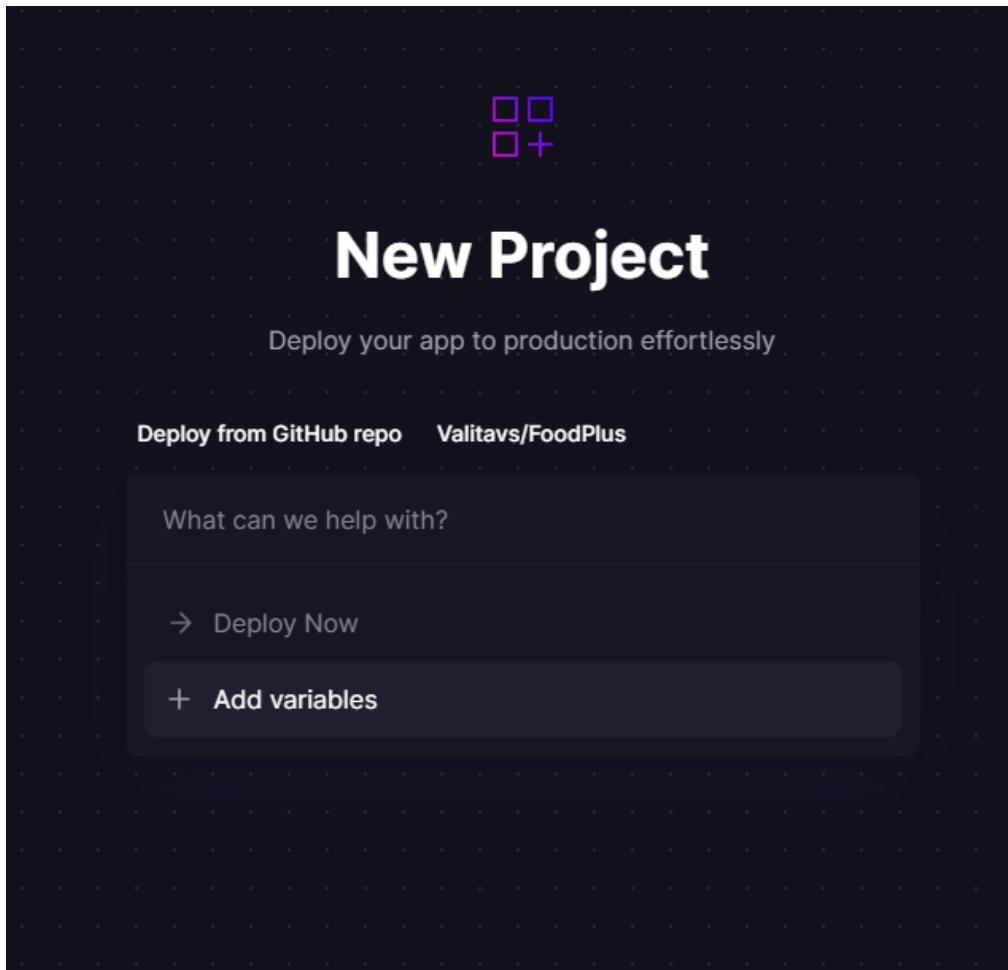 New Project
Deploy your app to production effortlessly
Deploy from GitHub repo Valitavs/FoodPlus
What can we help with?
Deploy Now
Add variables